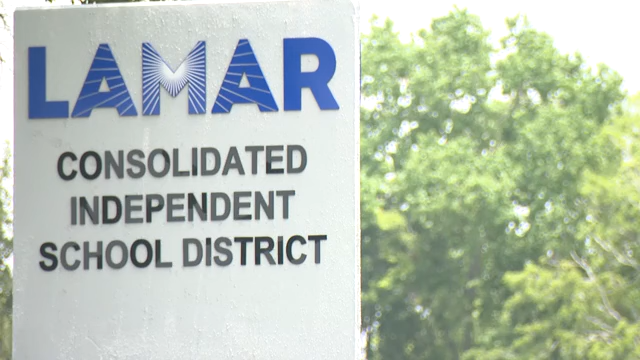 LAMAR
CONSOLIDATED
INDEPENDENT
SCHOOL DISTRICT